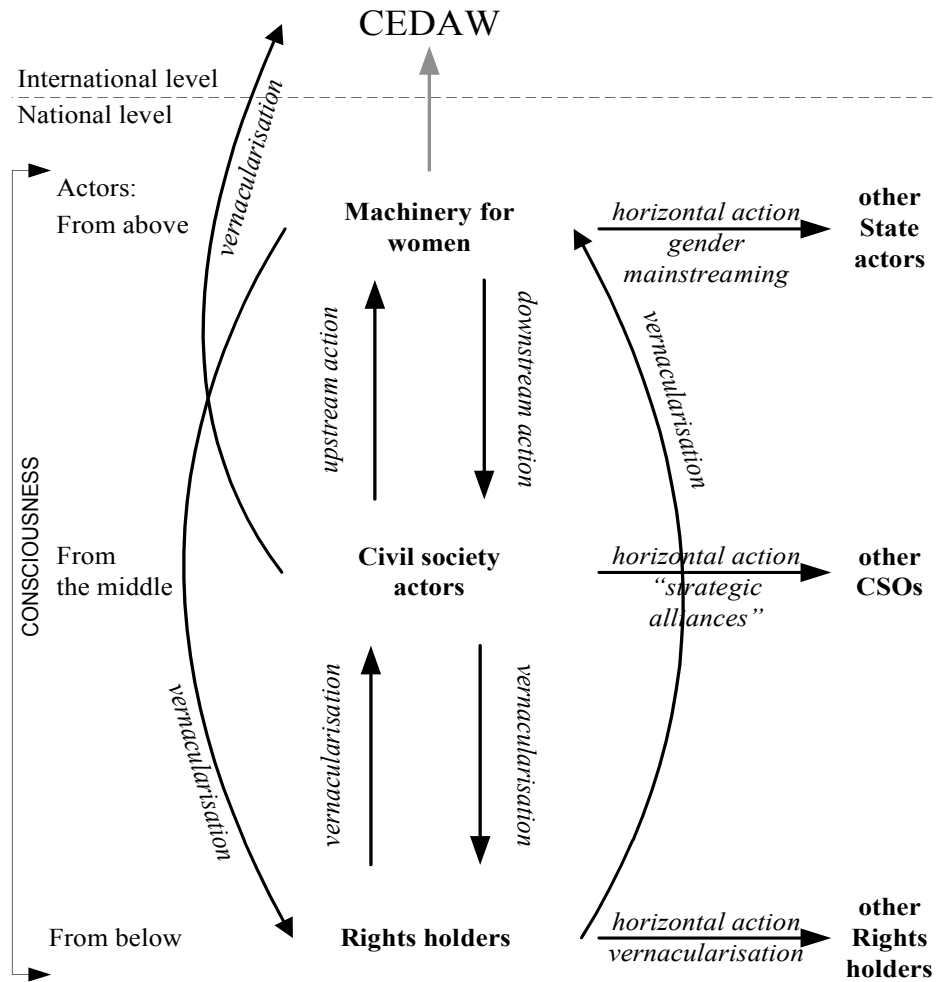 CEDAW
International level
National level
vernacularisation
Actors:
From above
Machinery for
women
horizontal action
gender
mainstreaming
other
State
actors
upstream action
downstream action
vernacularisation
CONSCIOUSNESS
From
the middle
Civil society
actors
horizontal action
“strategic
alliances”
other
CSOs
vernacularisation
vernacularisation
vernacularisation
From below
Rights holders
horizontal action
vernacularisation
other
Rights
holders